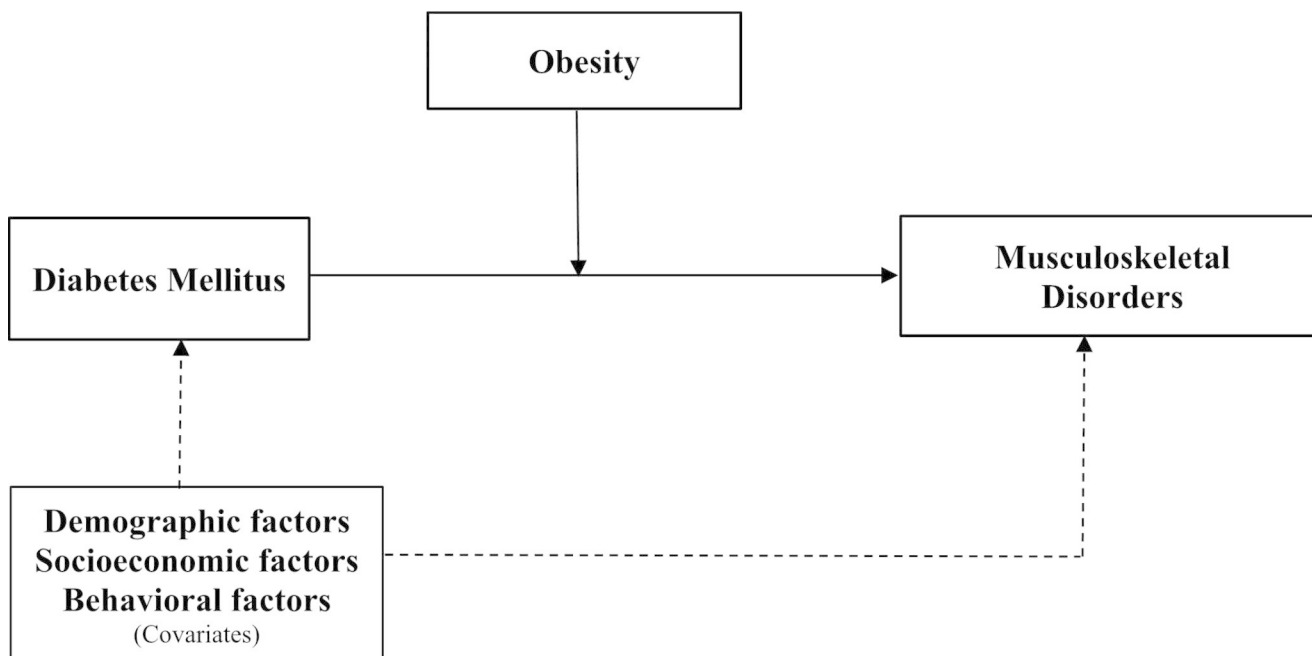 Obesity
Diabetes Mellitus
Musculoskeletal
Disorders
Demographic factors
Socioeconomic factors
Behavioral factors
(Covariates)